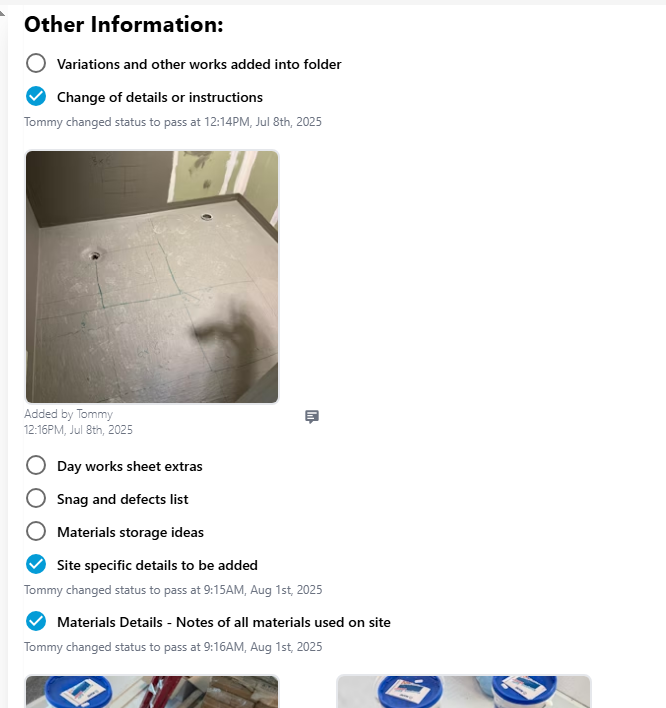 Other Information:
Variations and other works added into folder
Change of details or instructions
Tommy changed status to pass at 12:14PM, Jul 8th, 2025
Added by Tommy
12:16PM, Jul 8th, 2025
Day works sheet extras
Snag and defects list
Materials storage ideas
Site specific details to be added
Tommy changed status to pass at 9:15AM, Aug 1st, 2025
Materials Details - Notes of all materials used on site
Tommy changed status to pass at 9:16AM, Aug 1st, 2025